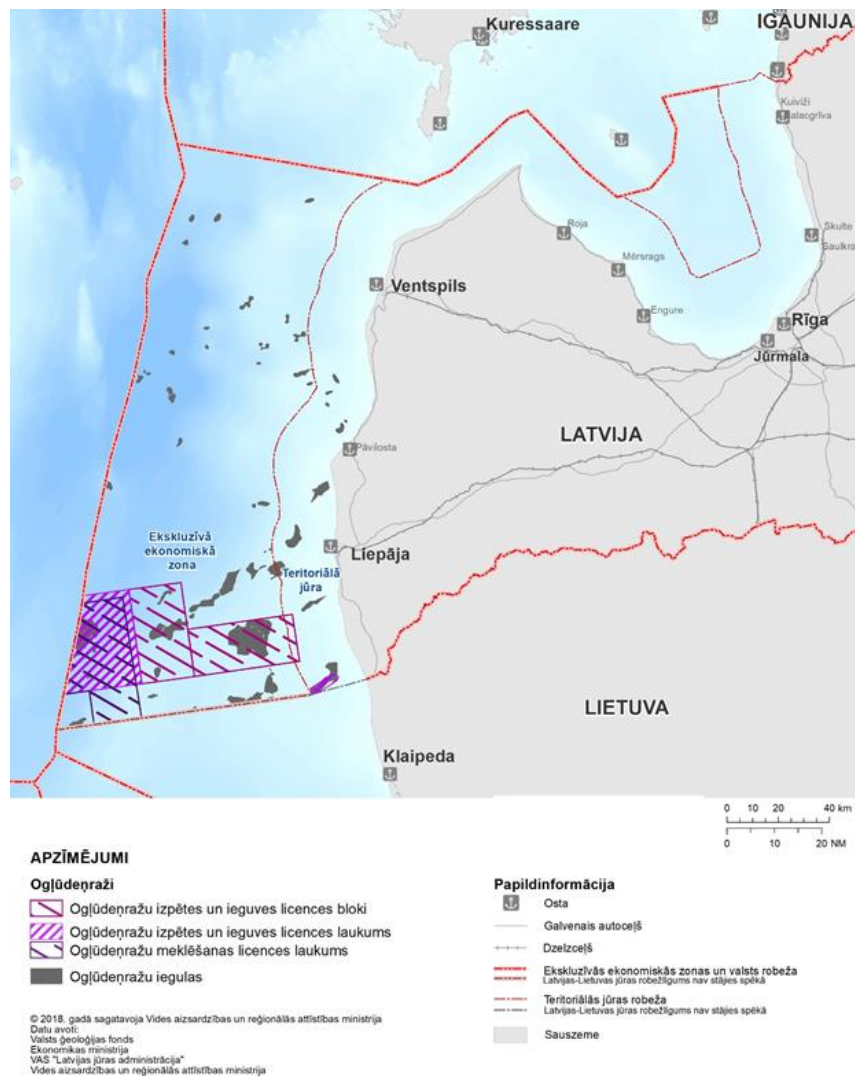 Kuressaare
IGAUNIJA
Kuiviži
Salacgrīva
Roja
Skulte
Saulkra
Mērsrags
Ventspils
Engure
Rīga
Jūrmala
LATVIJA
Pāvilosta
Ekskluzīvā
ekonomiskā
zona
Liepāja
Teritoriālā
jūra
LIETUVA
Klaipeda
0 10 20 40 km
0 10 20 NM
APZĪMĒJUMI
Ogļūdeņraži
Ogļūdeņražu izpētes un ieguves licences bloki
Ogļūdeņražu izpētes un ieguves licences laukums
Ogļūdeņražu meklēšanas licences laukums
Ogļūdeņražu iegulas
© 2018. gadā sagatavoja Vides aizsardzības un reģionālās attīstības ministrija
Datu avoti:
Valsts ģeoloģijas fonds
Ekonomikas ministrija
VAS "Latvijas jūras administrācija"
Vides aizsardzības un reģionālās attīstības ministrija
Papildinformācija
Osta
Galvenais autoceļš
Dzelzceļš
Ekskluzīvās ekonomiskās zonas un valsts robeža
Latvijas-Lietuvas jūras robežlīgums nav stājies spēkā
Teritoriālās jūras robeža
Latvijas-Lietuvas jūras robežlīgums nav stājies spēkā
Sauszeme